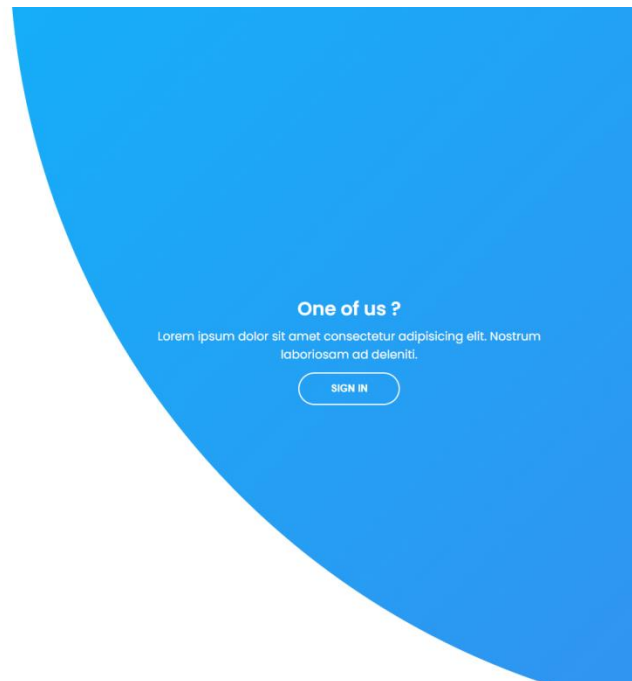 One of us ?
Lorem ipsum dolor sit amet consectetur adipisicing elit. Nostrum
laboriosam ad deleniti.
SIGN IN